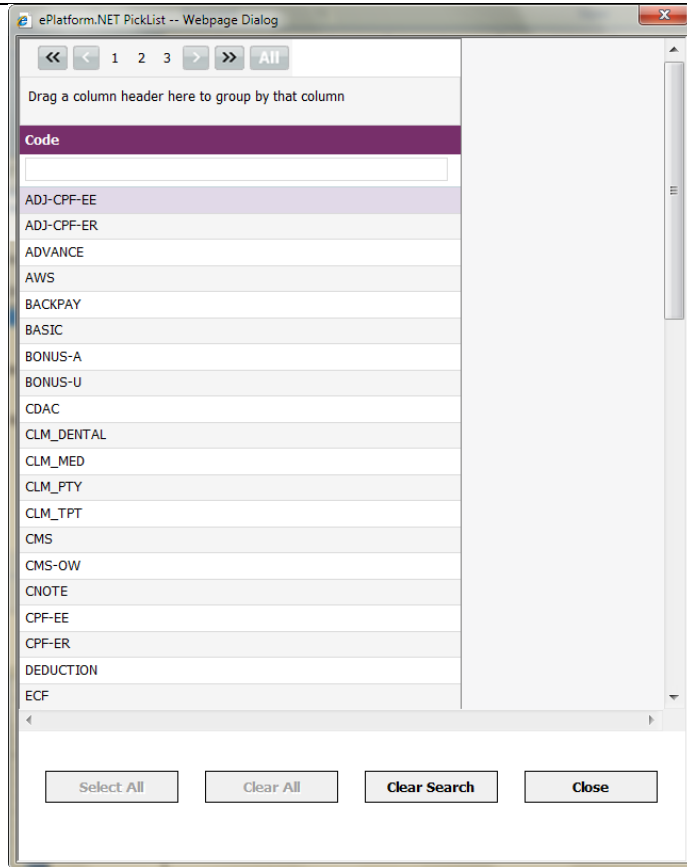 ePlatform.NET PickList -- Webpage Dialog
1 2 3 All
Drag a column header here to group by that column
Code
ADJ-CPF-EE
ADJ-CPF-ER
ADVANCE
AWS
BACKPAY
BASIC
BONUS-A
BONUS-U
CDAC
CLM_DENTAL
CLM_MED
CLM_PTY
CLM_TPT
CMS
CMS-OW
CNOTE
CPF-EE
CPF-ER
DEDUCTION
ECF
Select All Clear All Clear Search Close